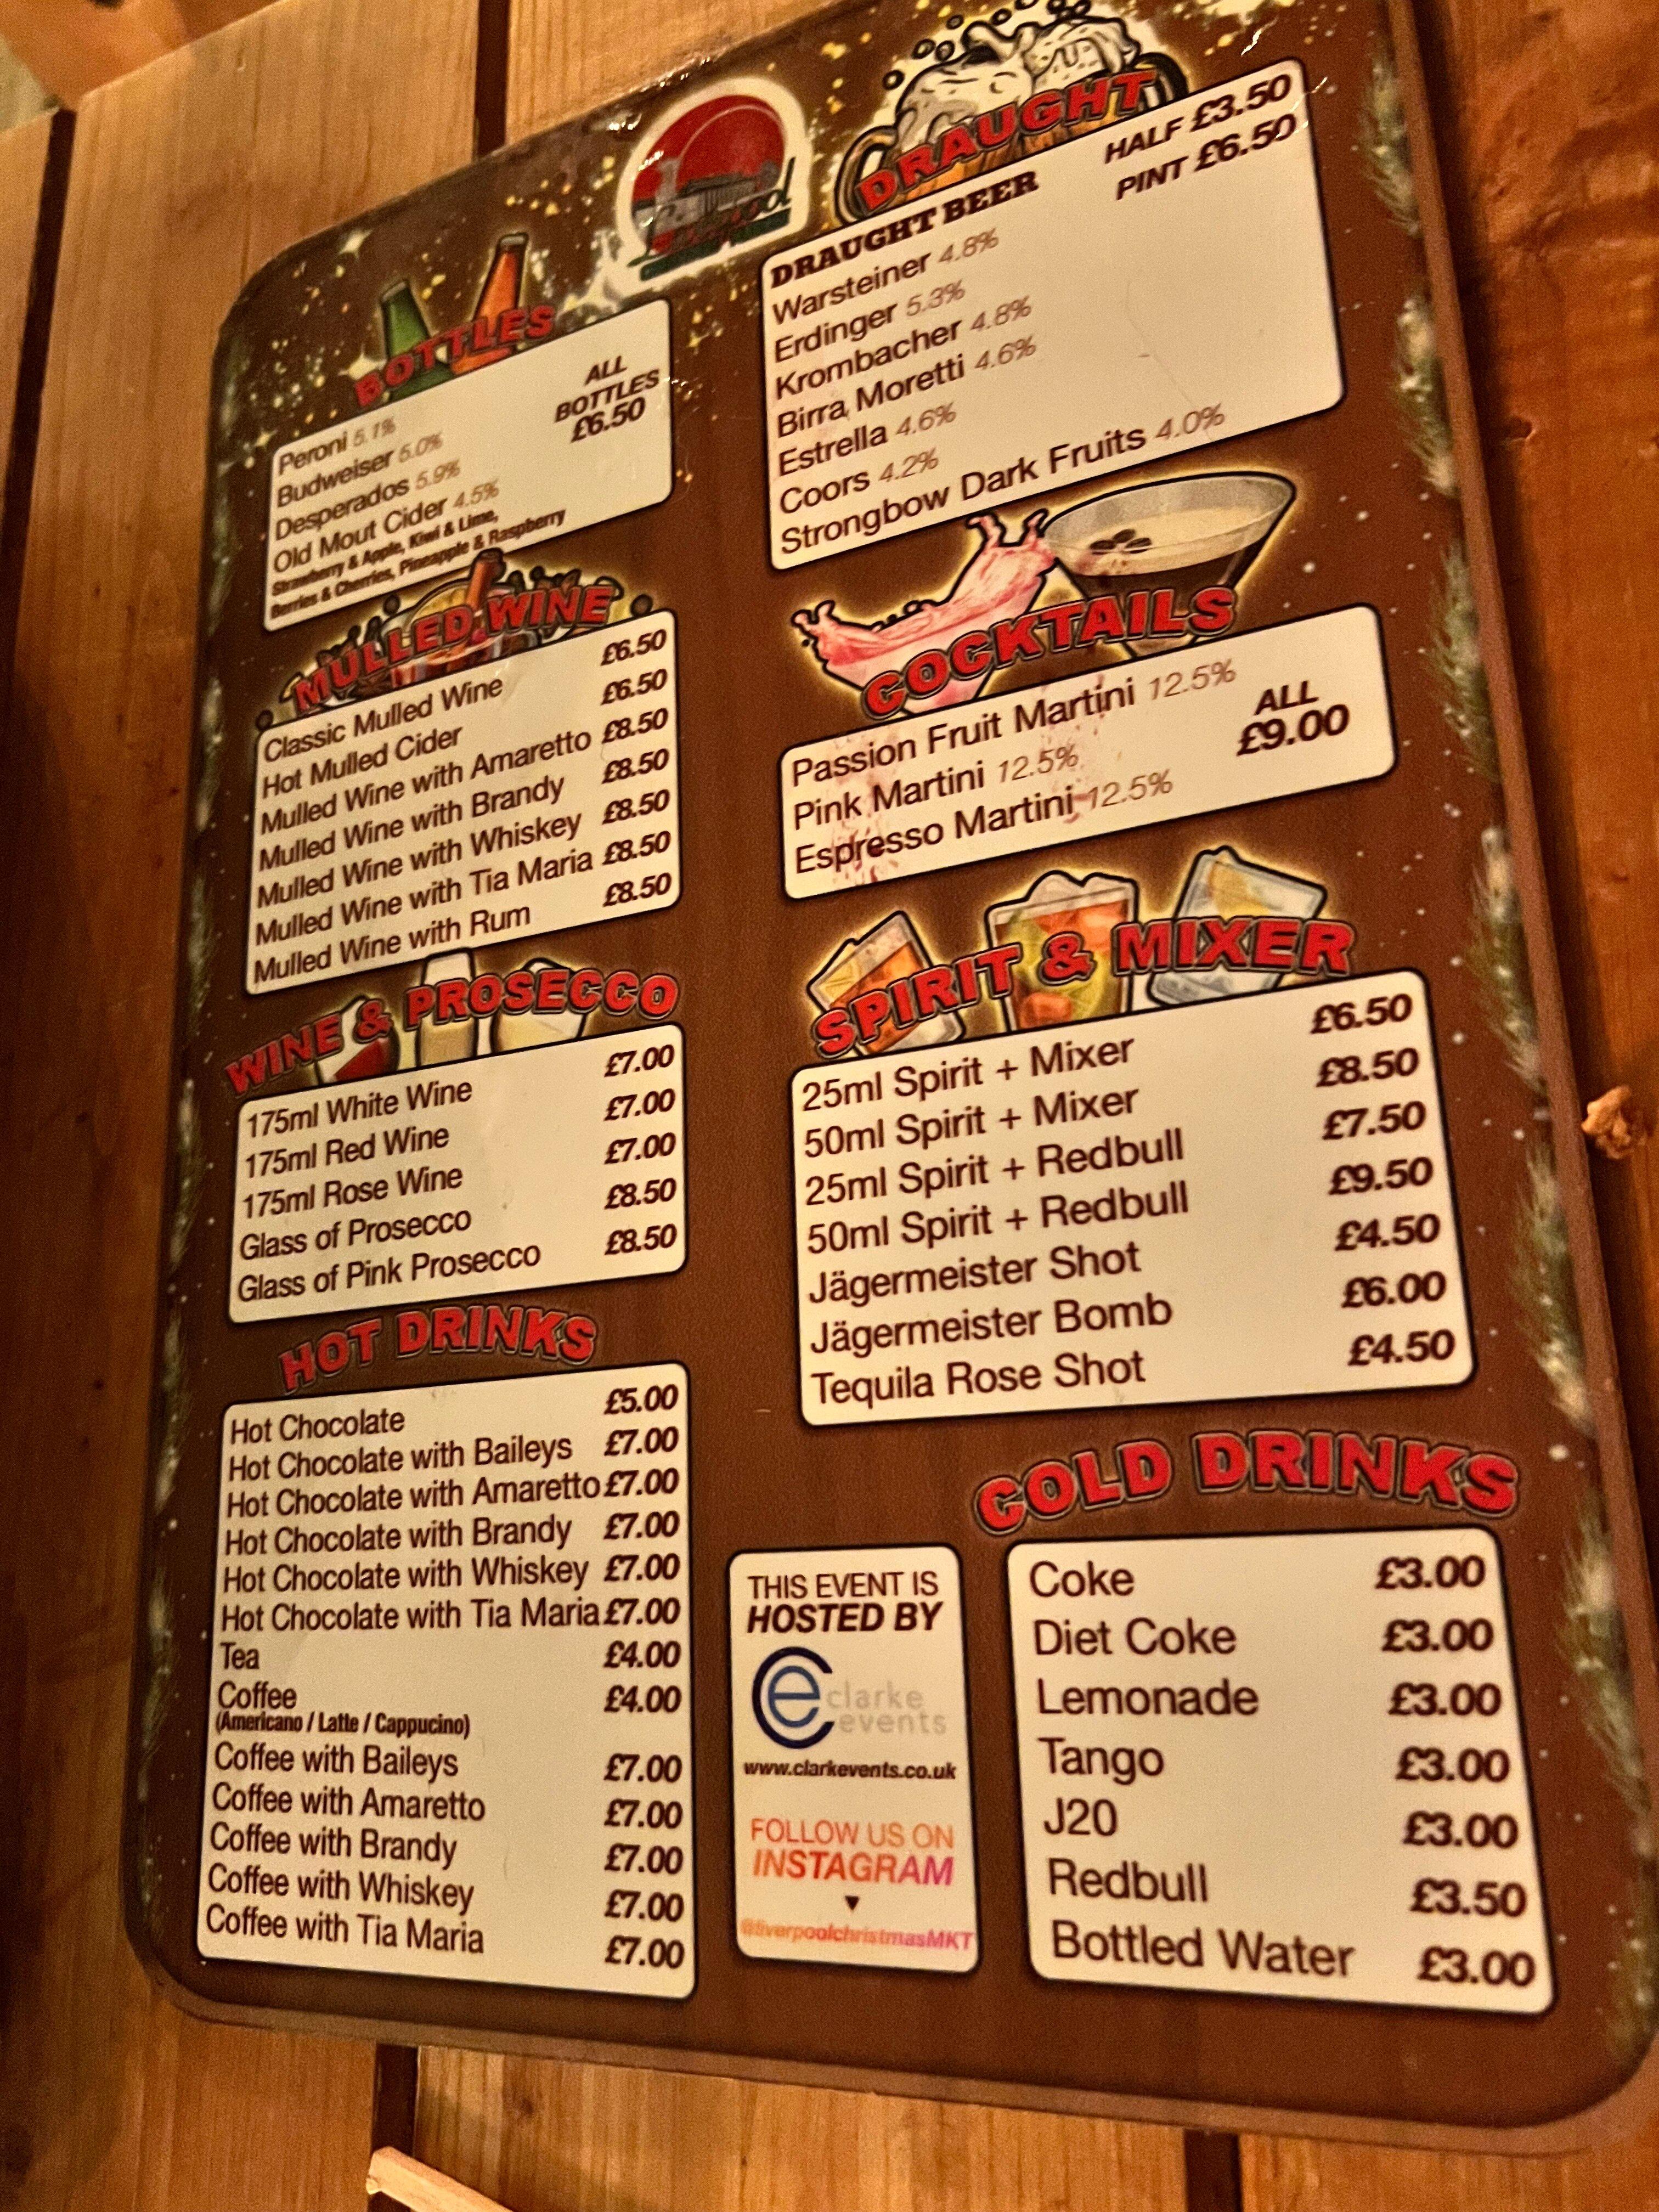 BOTTLES
ALL
BOTTLES
£6.50
Peroni 5.1%
Budweiser 5.0%
Desperados 5.9%
Old Mout Cider 4.5%
Strawberry & Apple, Kiwi & Lime,
Berries & Cherries, Pineapple & Raspberry
MULLED WINE
Classic Mulled Wine £6.50
Hot Mulled Cider £6.50
Mulled Wine with Amaretto £8.50
Mulled Wine with Brandy £8.50
Mulled Wine with Whiskey £8.50
Mulled Wine with Tia Maria £8.50
Mulled Wine with Rum £8.50
WINE & PROSECCO
175ml White Wine £7.00
175ml Red Wine £7.00
175ml Rose Wine £7.00
Glass of Prosecco £8.50
Glass of Pink Prosecco £8.50
HOT DRINKS
Hot Chocolate £5.00
Hot Chocolate with Baileys £7.00
Hot Chocolate with Amaretto £7.00
Hot Chocolate with Brandy £7.00
Hot Chocolate with Whiskey £7.00
Hot Chocolate with Tia Maria £7.00
Tea £4.00
Coffee £4.00
(Americano / Latte / Cappucino)
Coffee with Baileys £7.00
Coffee with Amaretto £7.00
Coffee with Brandy £7.00
Coffee with Whiskey £7.00
Coffee with Tia Maria £7.00
DRAUGHT
DRAUGHT BEER
HALF £3.50
PINT £6.50
Warsteiner 4.8%
Erdinger 5.3%
Krombacher 4.8%
Birra Moretti 4.6%
Estrella 4.6%
Coors 4.2%
Strongbow Dark Fruits 4.0%
COCKTAILS
Passion Fruit Martini 12.5%
Pink Martini 12.5%
Espresso Martini 12.5%
ALL
£9.00
SPIRIT & MIXER
25ml Spirit + Mixer £6.50
50ml Spirit + Mixer £8.50
25ml Spirit + Redbull £7.50
50ml Spirit + Redbull £9.50
Jägermeister Shot £4.50
Jägermeister Bomb £6.00
Tequila Rose Shot £4.50
THIS EVENT IS
HOSTED BY
clarke
events
www.clarkevents.co.uk
FOLLOW US ON
INSTAGRAM
@liverpoolchristmasMKT
COLD DRINKS
Coke £3.00
Diet Coke £3.00
Lemonade £3.00
Tango £3.00
J20 £3.00
Redbull £3.50
Bottled Water £3.00